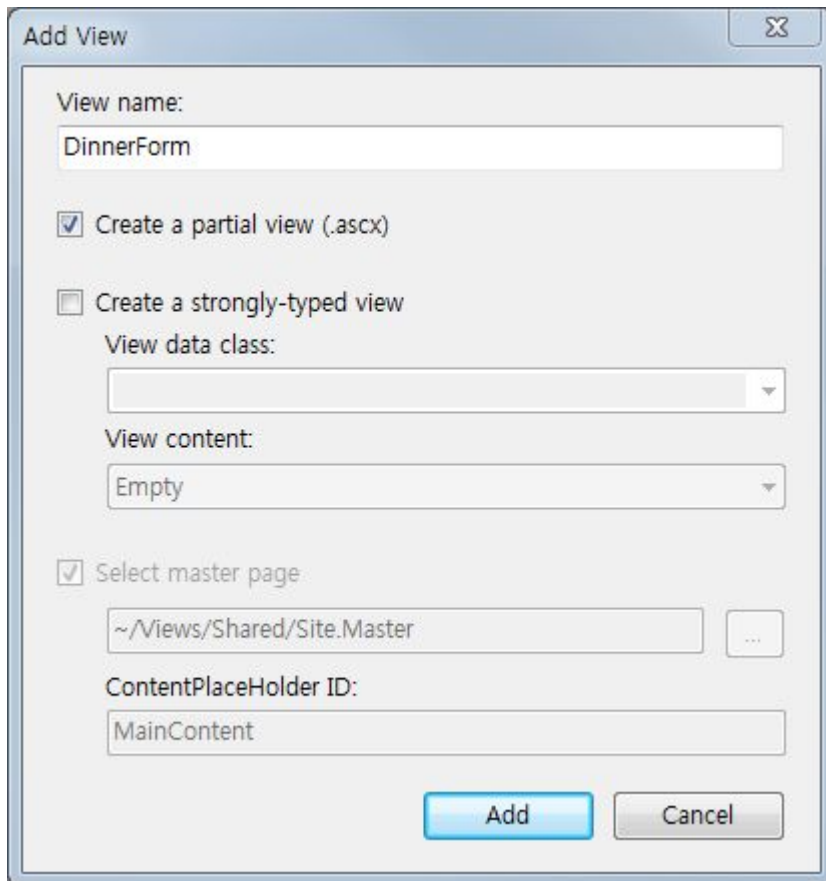 Add View
View name:
DinnerForm
Create a partial view (.ascx)
Create a strongly-typed view
View data class:
View content:
Empty
Select master page
~/Views/Shared/Site.Master
...
ContentPlaceHolder ID:
MainContent
Add Cancel